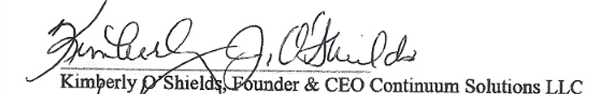 Kimberly J. O'Shields
Kimberly O'Shields, Founder & CEO Continuum Solutions LLC